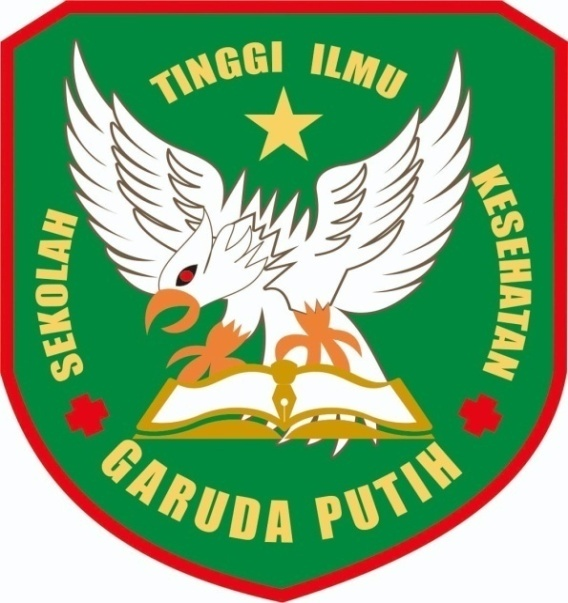 SEKOLAH
TINGGI ILMU
KESEHATAN
GARUDA PUTIH